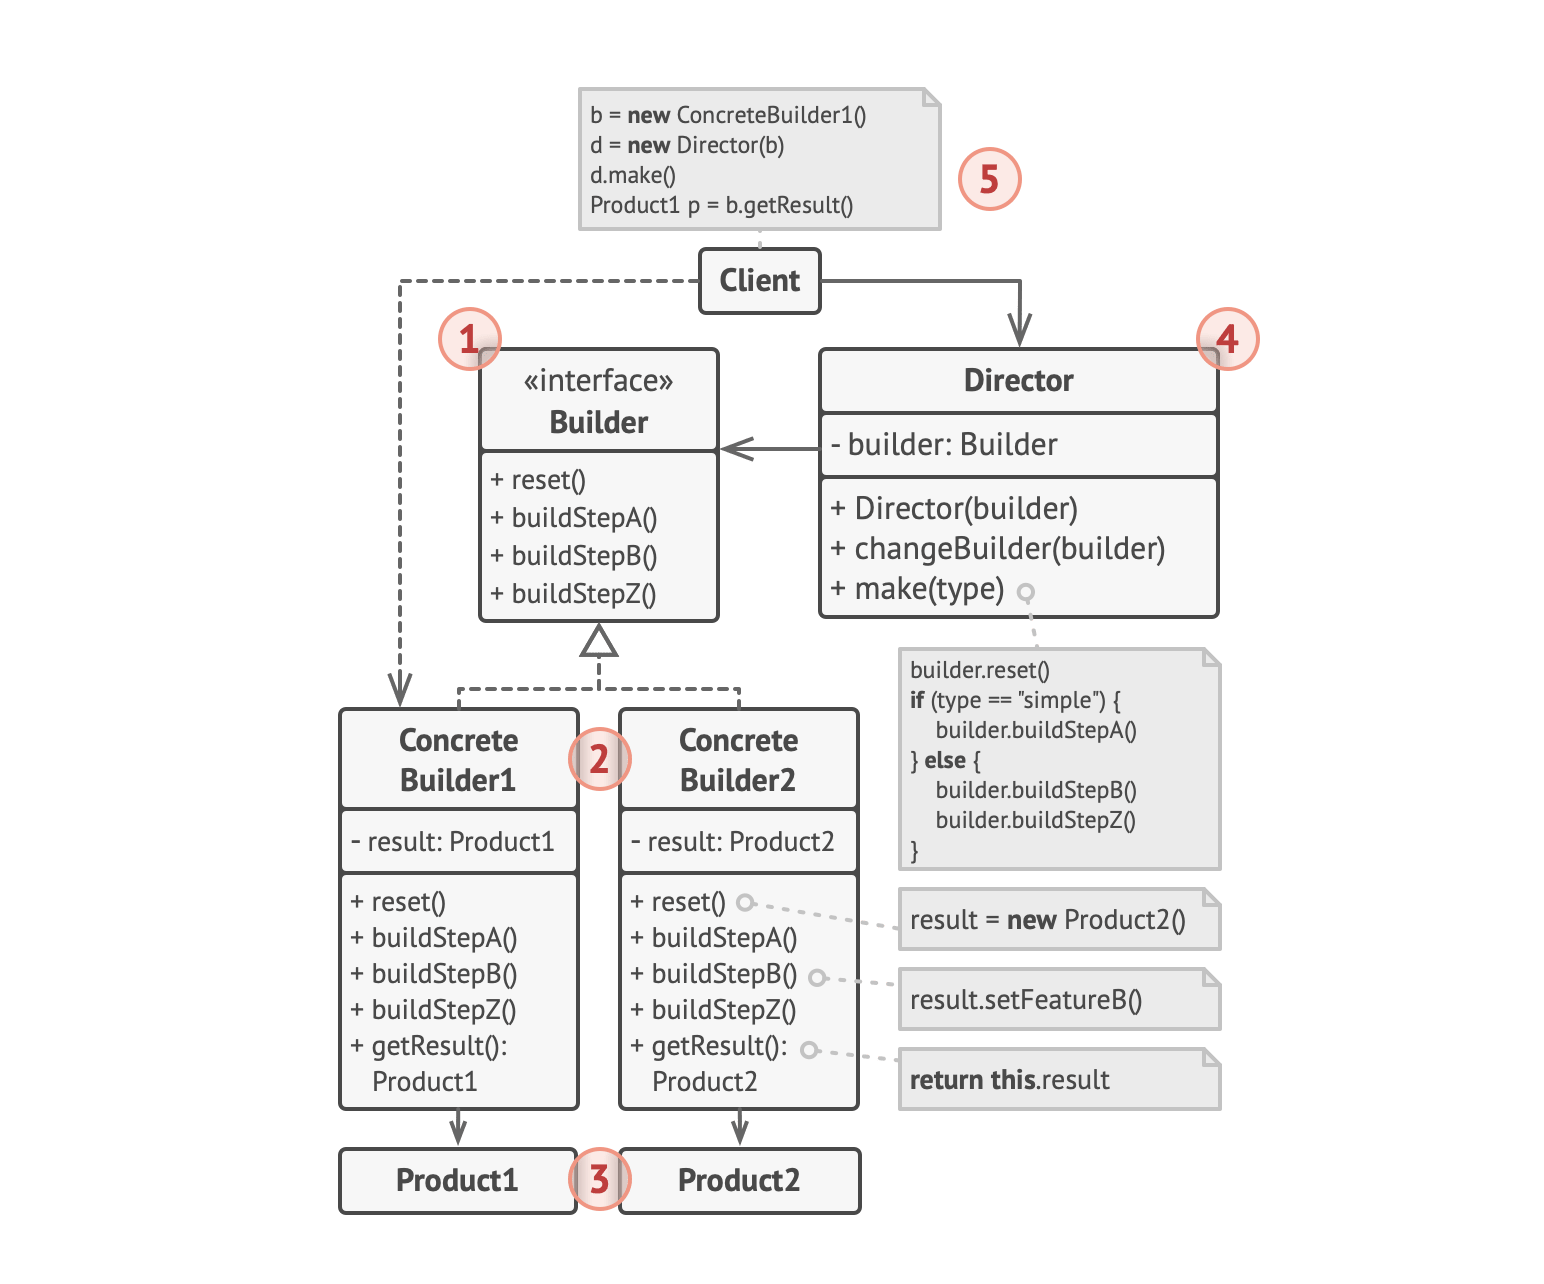 b = new ConcreteBuilder1()
d = new Director(b)
d.make()
Product1 p = b.getResult()
5
Client
1
«interface»
Builder
+ reset()
+ buildStepA()
+ buildStepB()
+ buildStepZ()
4
Director
- builder: Builder
+ Director(builder)
+ changeBuilder(builder)
+ make(type)
builder.reset()
if (type == "simple") {
builder.buildStepA()
} else {
builder.buildStepB()
builder.buildStepZ()
}
Concrete
Builder1
- result: Product1
+ reset()
+ buildStepA()
+ buildStepB()
+ buildStepZ()
+ getResult():
Product1
2
Concrete
Builder2
- result: Product2
+ reset()
+ buildStepA()
+ buildStepB()
+ buildStepZ()
+ getResult():
Product2
result = new Product2()
result.setFeatureB()
return this.result
Product1
3
Product2